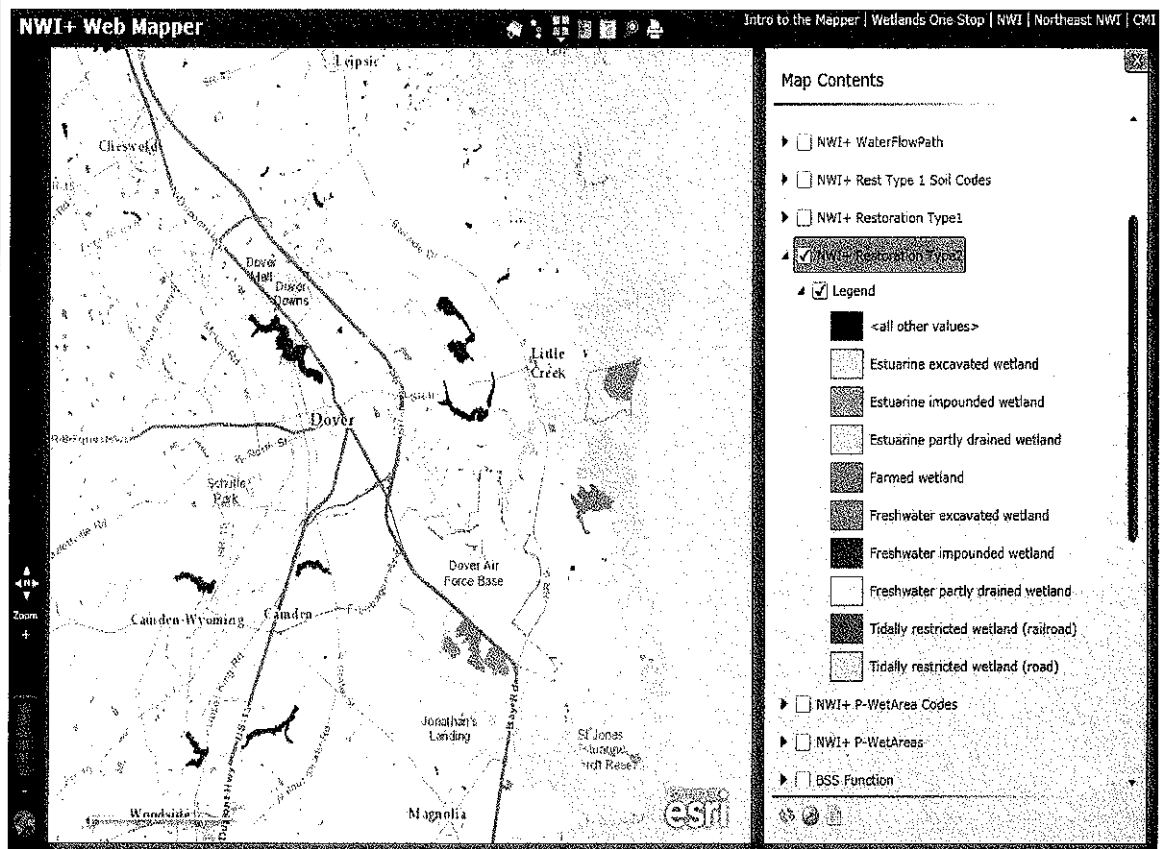 NWI+ Web Mapper
Intro to the Mapper | Wetlands One Stop | NWI | Northeast NWI | CMI
Leipsic
Cheswold
Dover
Mall
Dover
Downs
Little
Creek
Dover
Dover Air
Force Base
Camden-Wyoming
Camden
Jonathan's
Landing
St Jones
Woodside
Magnolia
Bay Rd
esri
Zoom
+
-
Map Contents
X
NWI+ WaterFlowPath
NWI+ Rest Type 1 Soil Codes
NWI+ Restoration Type1
NWI+ Restoration Type2
Legend
<all other values>
Estuarine excavated wetland
Estuarine impounded wetland
Estuarine partly drained wetland
Farmed wetland
Freshwater excavated wetland
Freshwater impounded wetland
Freshwater partly drained wetland
Tidally restricted wetland (railroad)
Tidally restricted wetland (road)
NWI+ P-WetArea Codes
NWI+ P-WetAreas
BSS Function